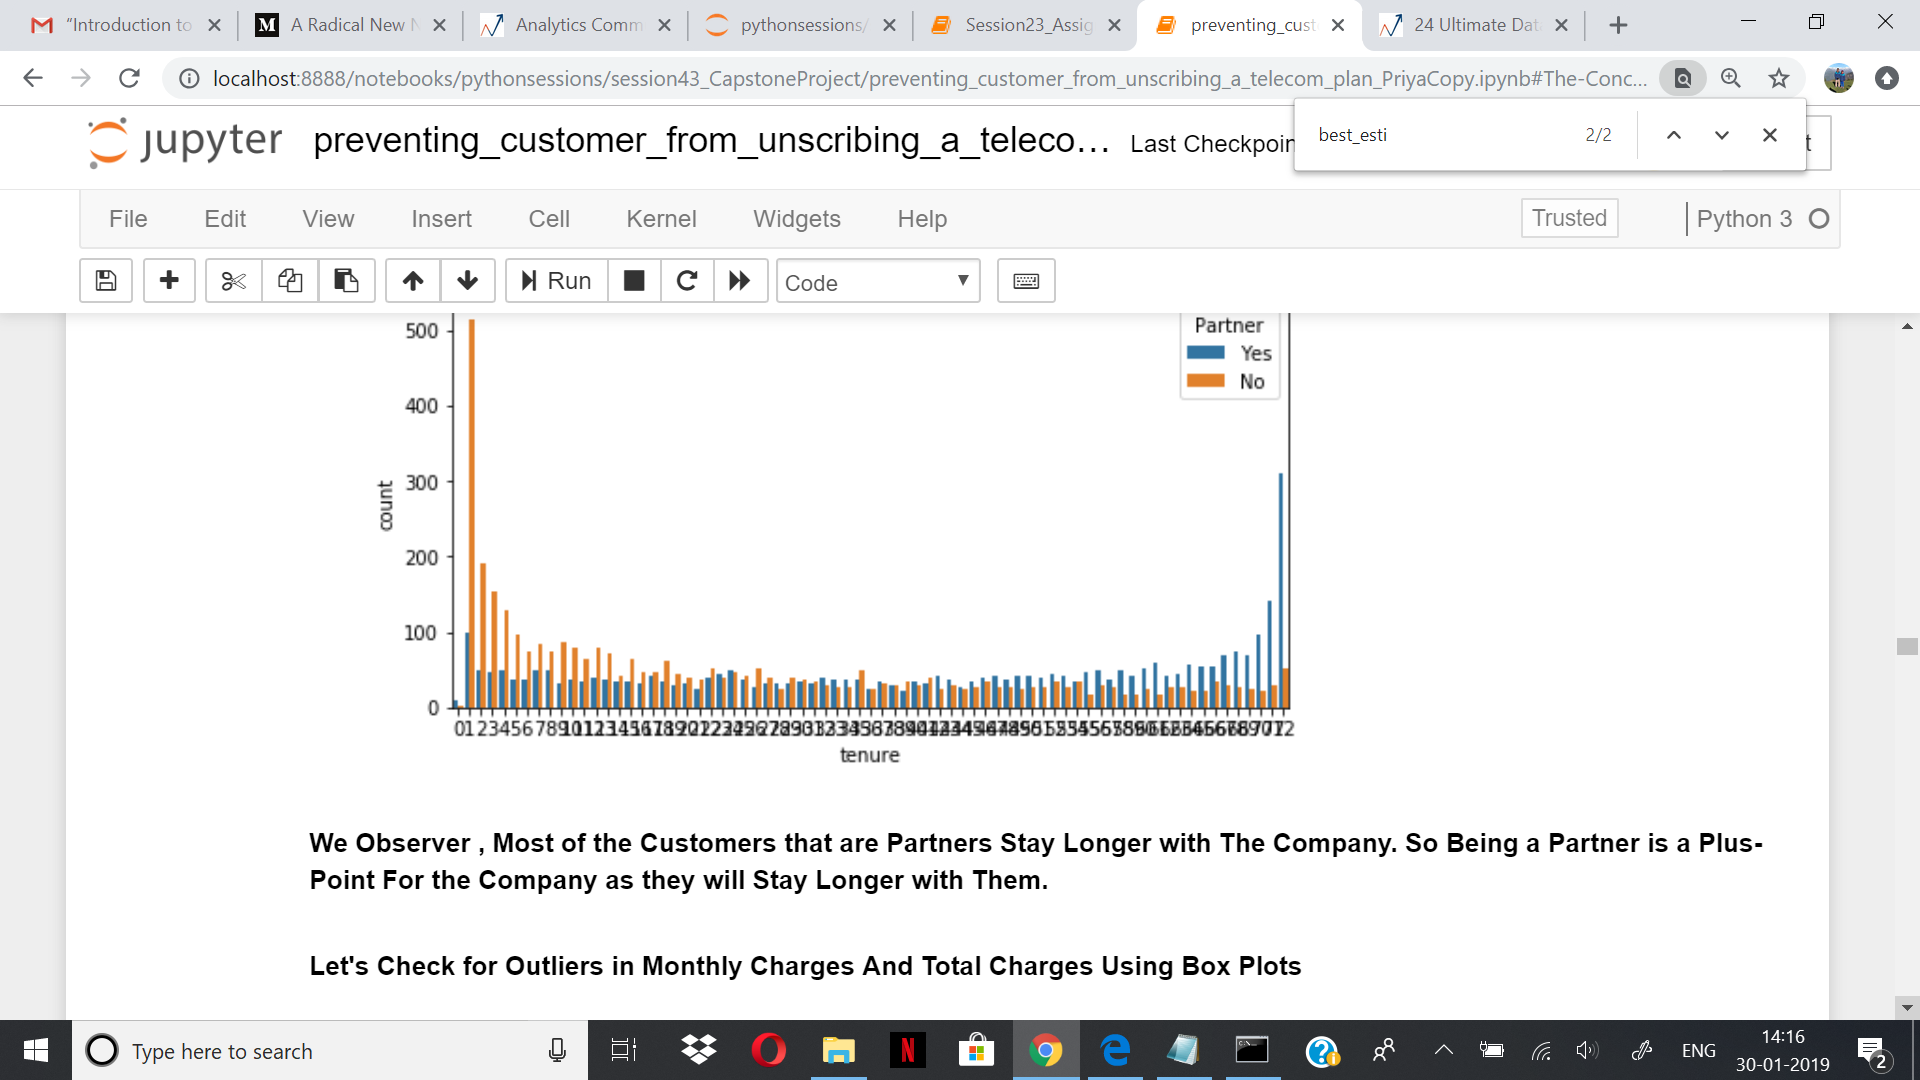 "Introduction to
A Radical New N
Analytics Comm
pythonsessions/
Session23_Assig
preventing_cust
24 Ultimate Dat
localhost:8888/notebooks/pythonsessions/session43_CapstoneProject/preventing_customer_from_unscribing_a_telecom_plan_PriyaCopy.ipynb#The-Conc...
best_esti 2/2
jupyter preventing_customer_from_unscribing_a_teleco... Last Checkpoin
File Edit View Insert Cell Kernel Widgets Help Trusted Python 3
Run Code
Partner
Yes
No
500
400
300
200
100
0
count
tenure
We Observer , Most of the Customers that are Partners Stay Longer with The Company. So Being a Partner is a Plus-
Point For the Company as they will Stay Longer with Them.
Let's Check for Outliers in Monthly Charges And Total Charges Using Box Plots
Type here to search
ENG
14:16
30-01-2019
2